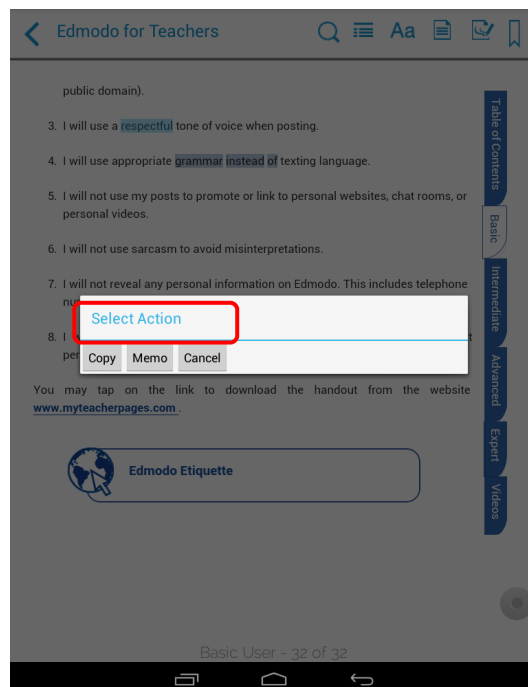 Edmodo for Teachers
Aa
public domain).
3. I will use a respectful tone of voice when posting.
4. I will use appropriate grammar instead of texting language.
5. I will not use my posts to promote or link to personal websites, chat rooms, or
personal videos.
6. I will not use sarcasm to avoid misinterpretations.
7. I will not reveal any personal information on Edmodo. This includes telephone
Select Action
8. I
Copy Memo Cancel
You may tap on the link to download the handout from the website
www.myteacherpages.com .
Edmodo Etiquette
Table of Contents
Basic
Intermediate
Advanced
Expert
Videos
Basic User - 32 of 32